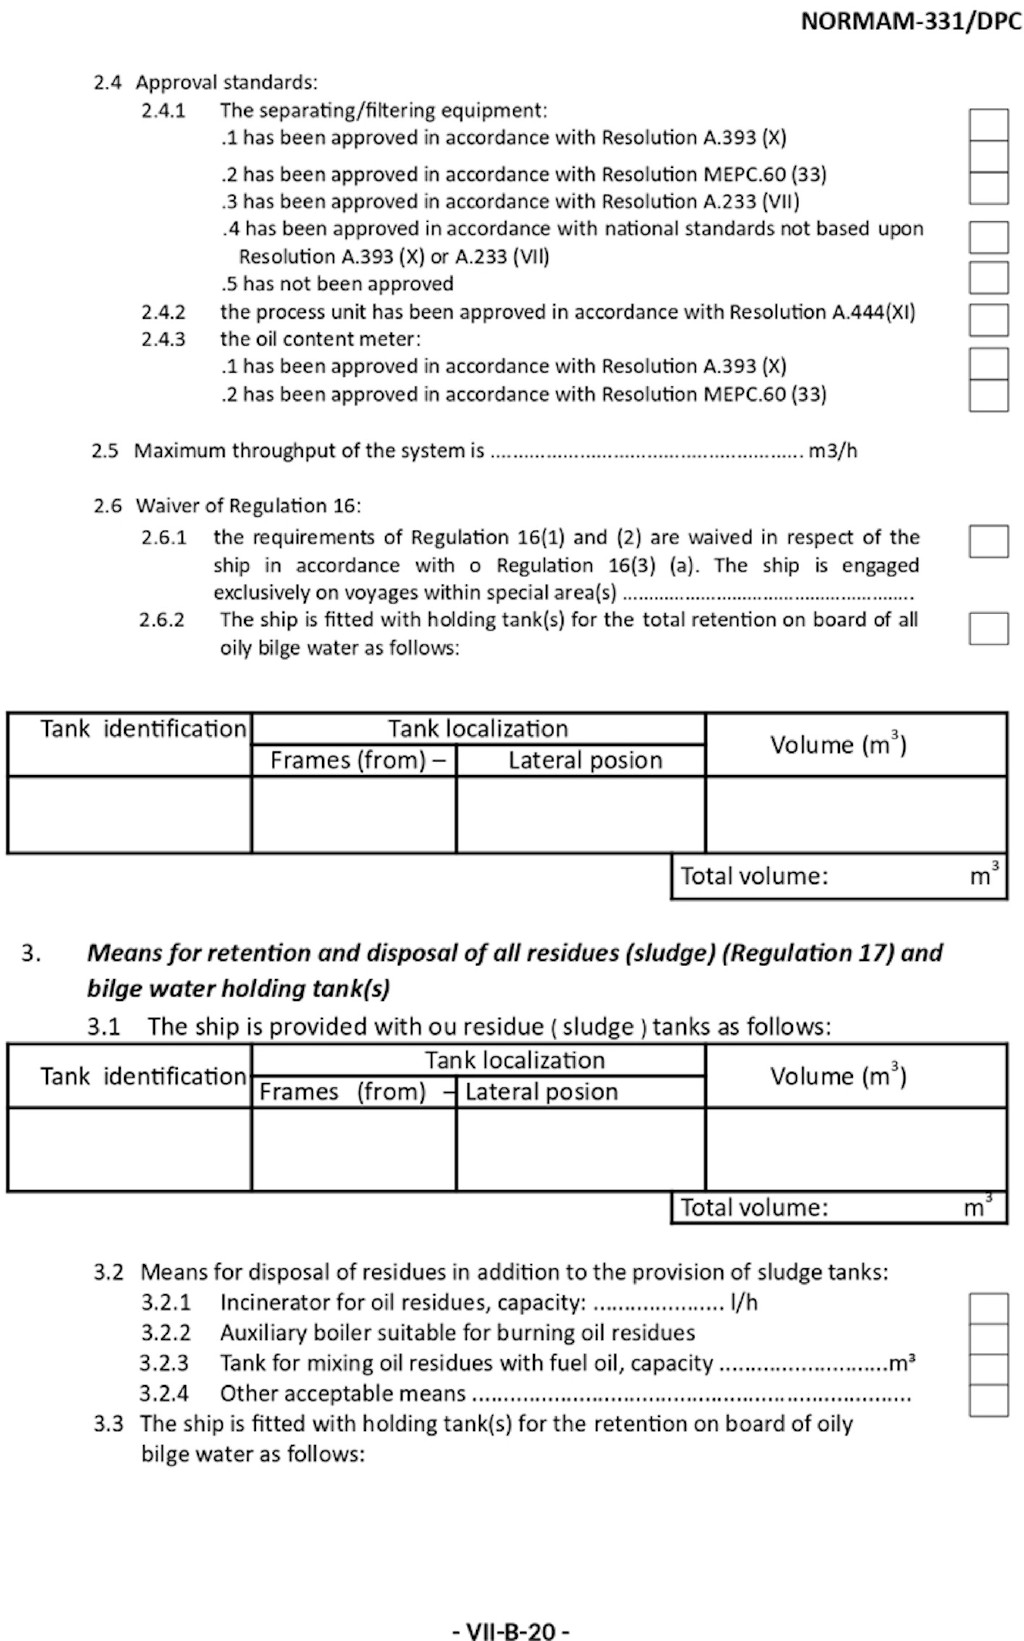 NORMAM-331/DPC
2.4 Approval standards:
2.4.1 The separating/filtering equipment:
.1 has been approved in accordance with Resolution A.393 (X)
.2 has been approved in accordance with Resolution MEPC.60 (33)
.3 has been approved in accordance with Resolution A.233 (VII)
.4 has been approved in accordance with national standards not based upon
Resolution A.393 (X) or A.233 (VII)
.5 has not been approved
2.4.2 the process unit has been approved in accordance with Resolution A.444(XI)
2.4.3 the oil content meter:
.1 has been approved in accordance with Resolution A.393 (X)
.2 has been approved in accordance with Resolution MEPC.60 (33)
2.5 Maximum throughput of the system is ........................................................ m3/h
2.6 Waiver of Regulation 16:
2.6.1 the requirements of Regulation 16(1) and (2) are waived in respect of the
ship in accordance with o Regulation 16(3) (a). The ship is engaged
exclusively on voyages within special area(s) ........................................................
2.6.2 The ship is fitted with holding tank(s) for the total retention on board of all
oily bilge water as follows:
Tank identification Tank localization Volume (m³)
Frames (from) – Lateral posion
Total volume: m³
3. Means for retention and disposal of all residues (sludge) (Regulation 17) and
bilge water holding tank(s)
3.1 The ship is provided with ou residue ( sludge ) tanks as follows:
Tank identification Tank localization Volume (m³)
Frames (from) – Lateral posion
Total volume: m³
3.2 Means for disposal of residues in addition to the provision of sludge tanks:
3.2.1 Incinerator for oil residues, capacity: ..................... l/h
3.2.2 Auxiliary boiler suitable for burning oil residues
3.2.3 Tank for mixing oil residues with fuel oil, capacity ...........................m³
3.2.4 Other acceptable means ......................................................................
3.3 The ship is fitted with holding tank(s) for the retention on board of oily
bilge water as follows:
- VII-B-20 -